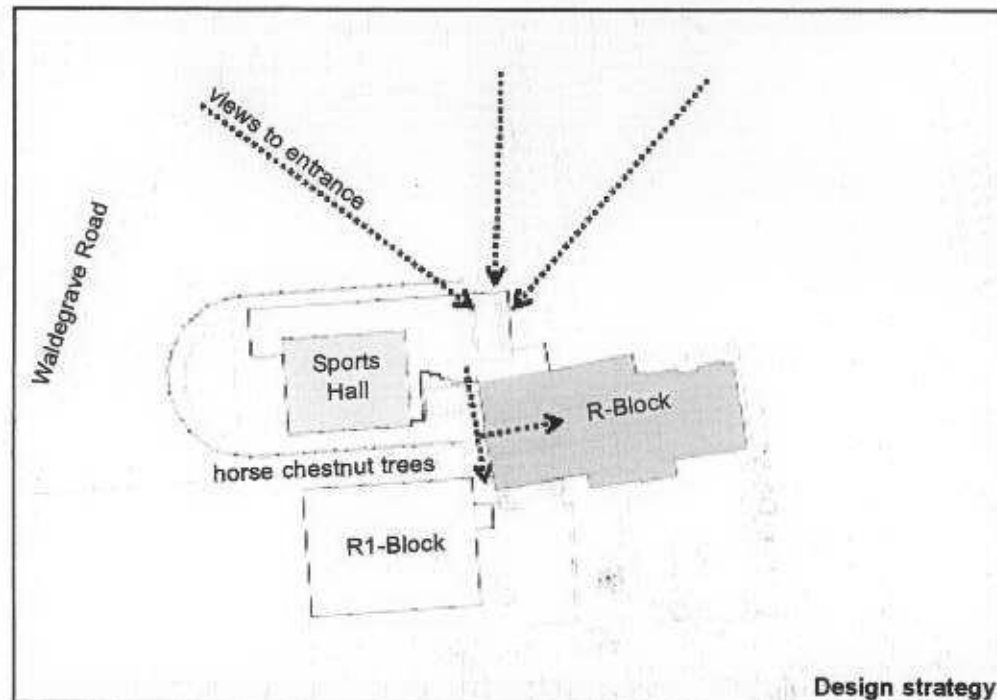 views to entrance
Waldegrave Road
Sports
Hall
R-Block
horse chestnut trees
R1-Block
Design strategy